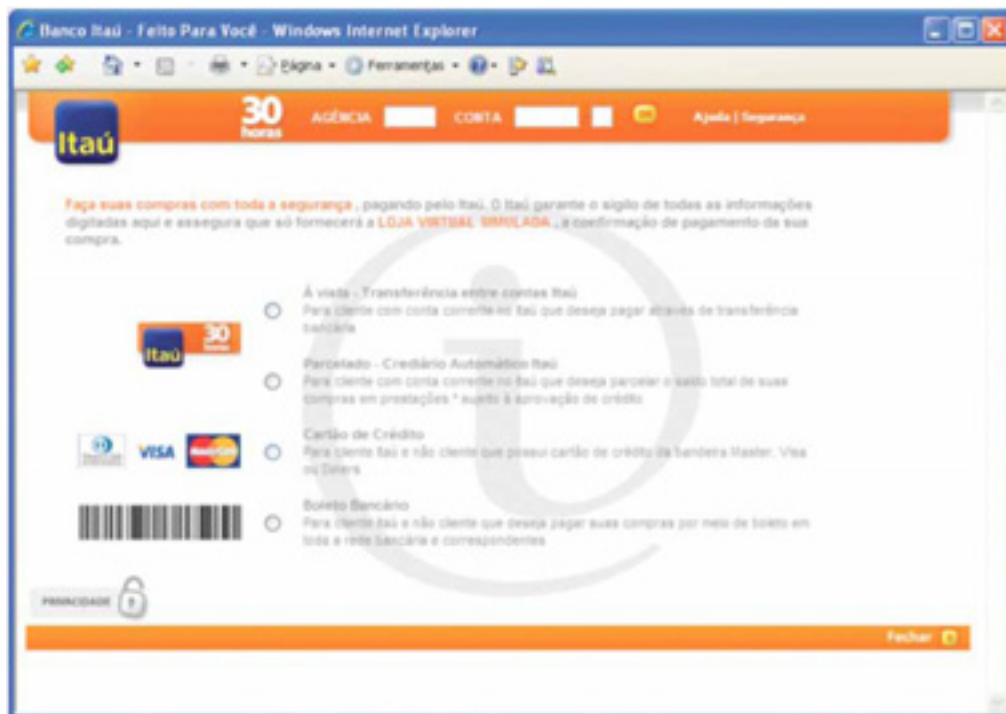 Banco Itaú - Feito Para Você - Windows Internet Explorer
Página Ferramentas
Itaú
30 horas AGÊNCIA CONTA Ajuda | Segurança
Faça suas compras com toda a segurança, pagando pelo Itaú. O Itaú garante o sigilo de todas as informações
digitadas aqui e assegura que só fornecerá a LOJA VIRTUAL SIMULADA, a confirmação de pagamento da sua
compra.
À vista - Transferência entre contas Itaú
Para cliente com conta corrente no Itaú que deseja pagar através de transferência
bancária
Itaú 30 horas
Parcelado - Crediário Automático Itaú
Para cliente com conta corrente no Itaú que deseja parcelar o saldo total de suas
compras em prestações * sujeito à aprovação de crédito
VISA MasterCard
Cartão de Crédito
Para cliente Itaú e não cliente que possui cartão de crédito da bandeira Master, Visa
ou Diners
Boleto Bancário
Para cliente Itaú e não cliente que deseja pagar suas compras por meio de boleto em
toda a rede bancária e correspondentes
PRIVACIDADE
Fechar